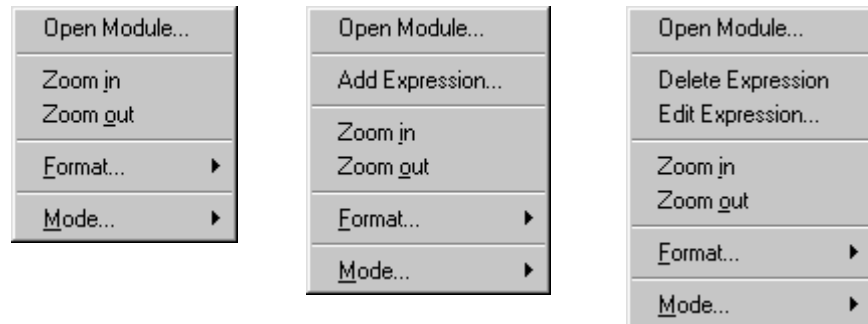 Open Module...
Zoom in
Zoom out
Format...
Mode...
Open Module...
Add Expression...
Zoom in
Zoom out
Format...
Mode...
Open Module...
Delete Expression
Edit Expression...
Zoom in
Zoom out
Format...
Mode...